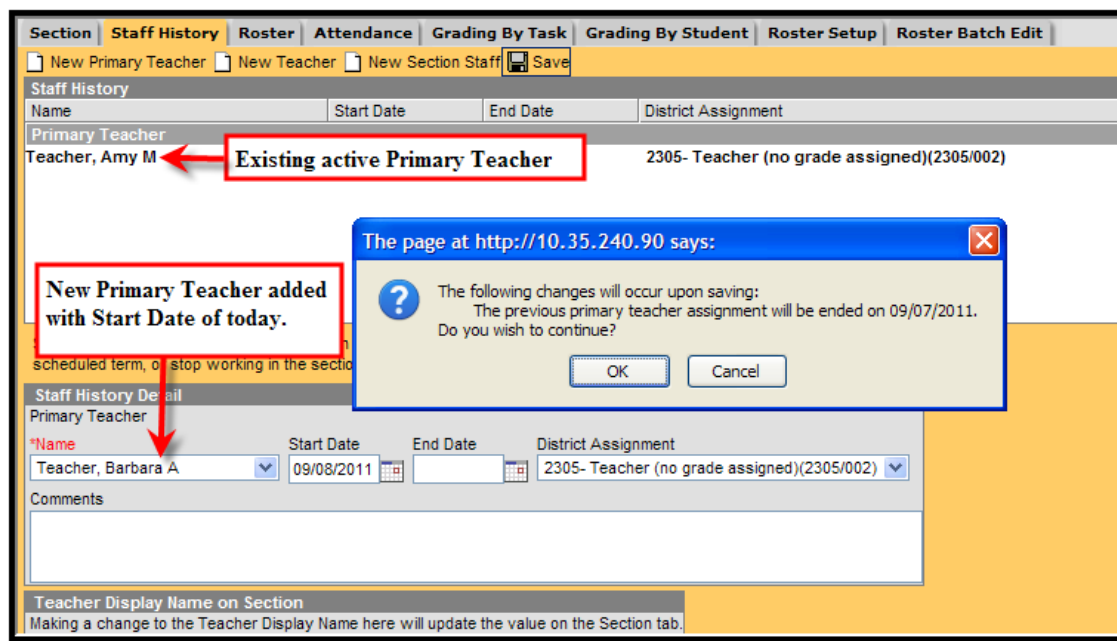 Section Staff History Roster Attendance Grading By Task Grading By Student Roster Setup Roster Batch Edit
New Primary Teacher New Teacher New Section Staff Save
Staff History
Name Start Date End Date District Assignment
Primary Teacher
Teacher, Amy M Existing active Primary Teacher 2305- Teacher (no grade assigned)(2305/002)
The page at http://10.35.240.90 says:
The following changes will occur upon saving:
The previous primary teacher assignment will be ended on 09/07/2011.
Do you wish to continue?
OK Cancel
New Primary Teacher added
with Start Date of today.
scheduled term, or stop working in the sectio
Staff History Detail
Primary Teacher
*Name Start Date End Date District Assignment
Teacher, Barbara A 09/08/2011 2305- Teacher (no grade assigned)(2305/002)
Comments
Teacher Display Name on Section
Making a change to the Teacher Display Name here will update the value on the Section tab.